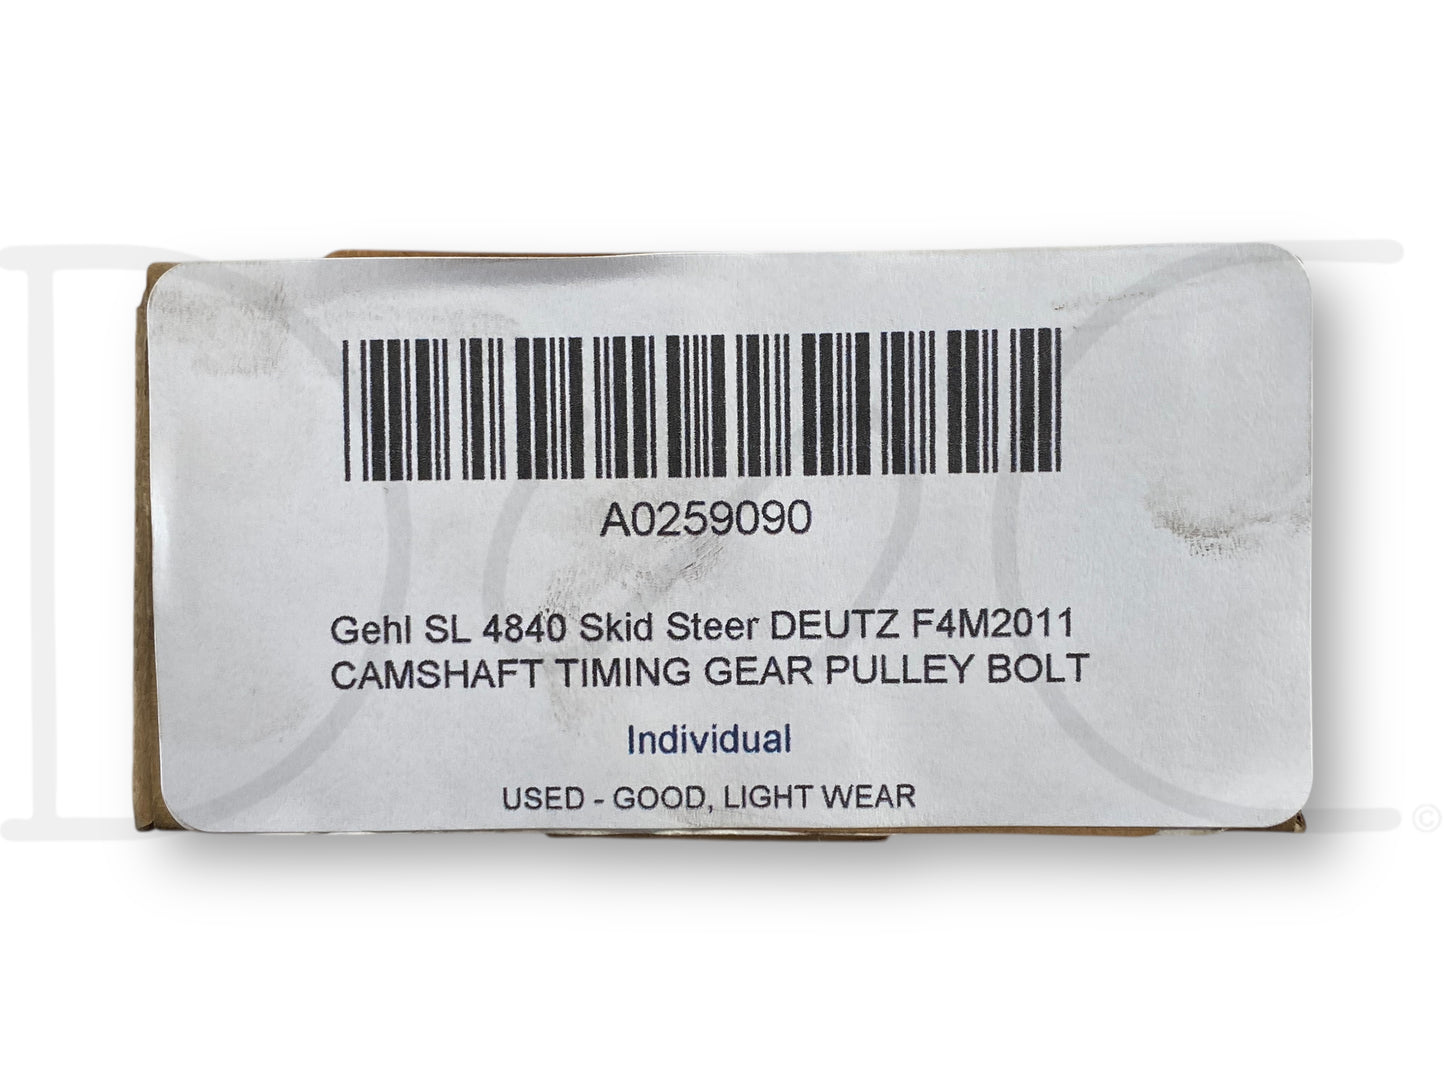 A0259090
Gehl SL 4840 Skid Steer DEUTZ F4M2011
CAMSHAFT TIMING GEAR PULLEY BOLT
Individual
USED - GOOD, LIGHT WEAR
©